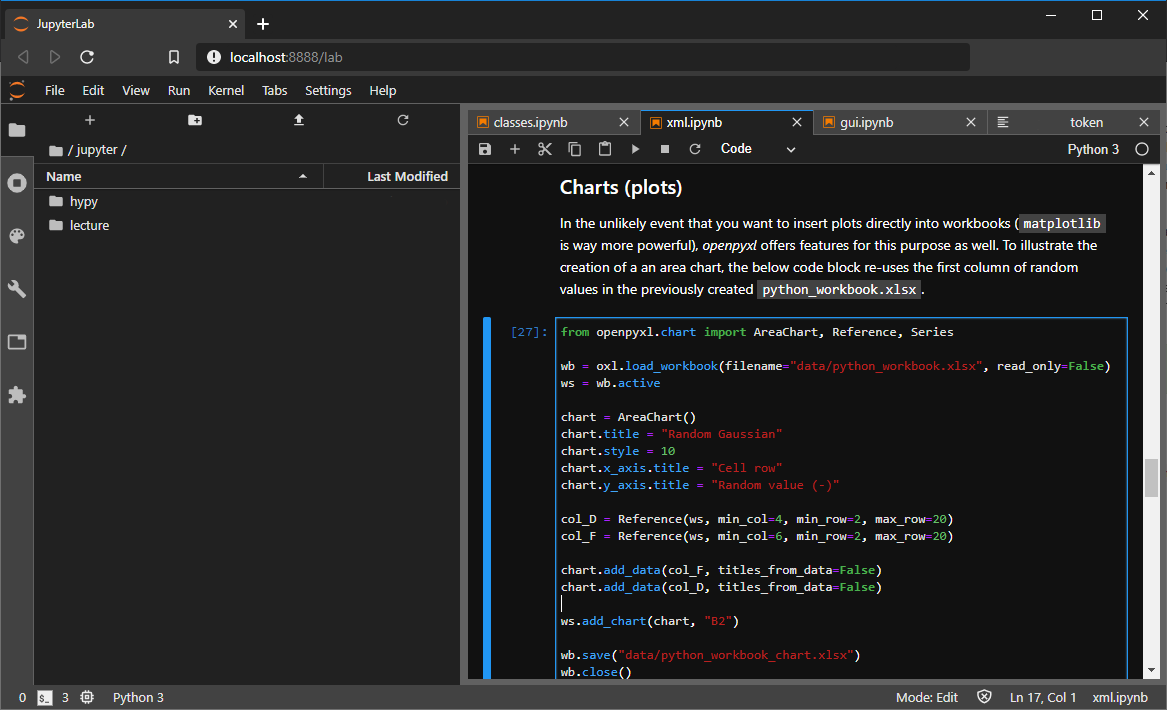 JupyterLab
localhost:8888/lab
File Edit View Run Kernel Tabs Settings Help
/ jupyter /
Name Last Modified
hypy
lecture
classes.ipynb xml.ipynb gui.ipynb token
Code Python 3
Charts (plots)
In the unlikely event that you want to insert plots directly into workbooks ( matplotlib
is way more powerful), openpyxl offers features for this purpose as well. To illustrate the
creation of a an area chart, the below code block re-uses the first column of random
values in the previously created python_workbook.xlsx .
[27]: from openpyxl.chart import AreaChart, Reference, Series
wb = oxl.load_workbook(filename="data/python_workbook.xlsx", read_only=False)
ws = wb.active
chart = AreaChart()
chart.title = "Random Gaussian"
chart.style = 10
chart.x_axis.title = "Cell row"
chart.y_axis.title = "Random value (-)"
col_D = Reference(ws, min_col=4, min_row=2, max_row=20)
col_F = Reference(ws, min_col=6, min_row=2, max_row=20)
chart.add_data(col_F, titles_from_data=False)
chart.add_data(col_D, titles_from_data=False)
ws.add_chart(chart, "B2")
wb.save("data/python_workbook_chart.xlsx")
wb.close()
0 $_ 3 Python 3 Mode: Edit Ln 17, Col 1 xml.ipynb